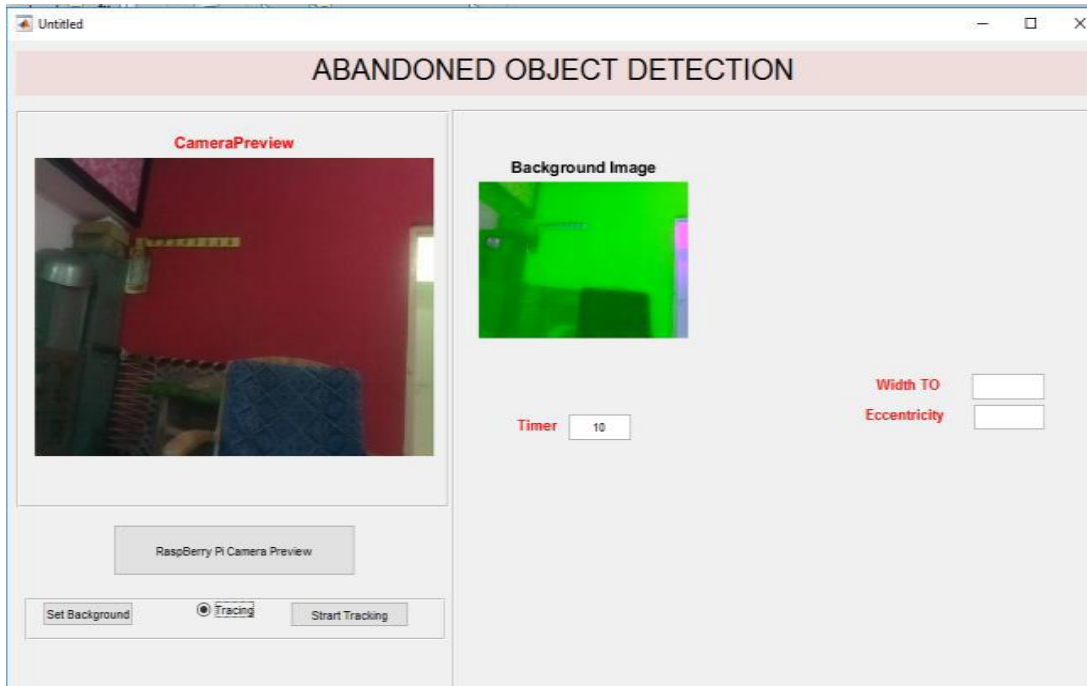 Untitled
ABANDONED OBJECT DETECTION
CameraPreview
Background Image
Width TO
Eccentricity
Timer 10
RaspBerry Pi Camera Preview
Set Background Tracing Strart Tracking